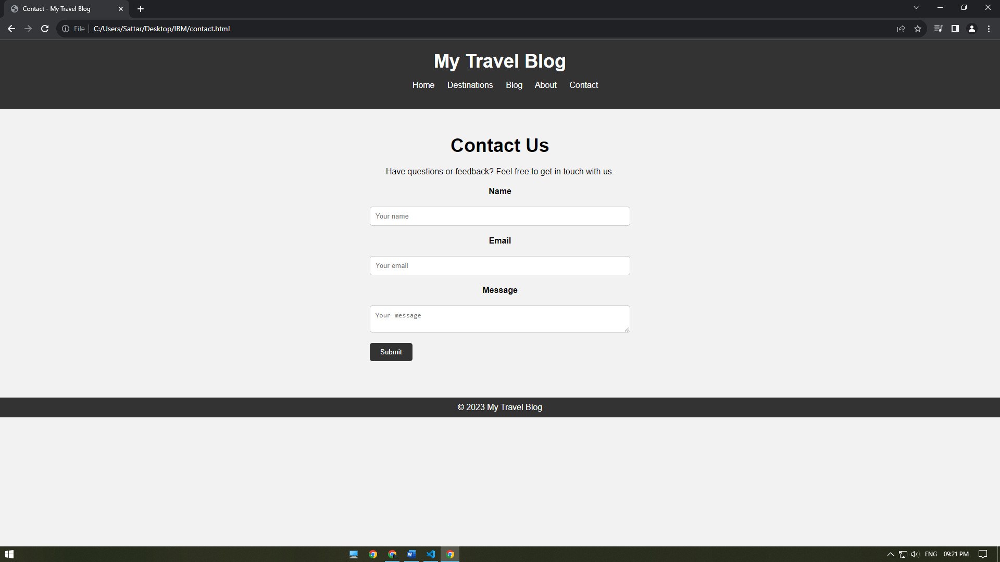 Contact - My Travel Blog
File C:/Users/Sattar/Desktop/IBM/contact.html
My Travel Blog
Home Destinations Blog About Contact
Contact Us
Have questions or feedback? Feel free to get in touch with us.
Name
Your name
Email
Your email
Message
Your message
Submit
© 2023 My Travel Blog
ENG 09:21 PM